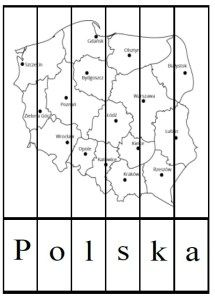 Gdańsk
Olsztyn
Szczecin
Białystok
Bydgoszcz
Poznań
Warszawa
Zielona Góra
Łódź
Wrocław
Lublin
Opole
Kielce
Katowice
Kraków
Rzeszów
Polska